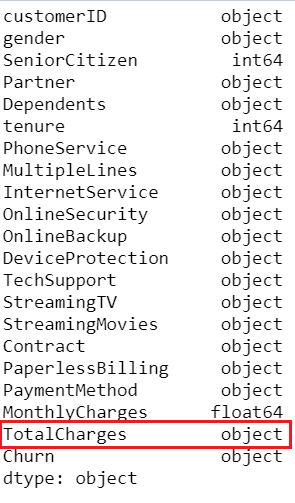 customerID object
gender object
SeniorCitizen int64
Partner object
Dependents object
tenure int64
PhoneService object
MultipleLines object
InternetService object
OnlineSecurity object
OnlineBackup object
DeviceProtection object
TechSupport object
StreamingTV object
StreamingMovies object
Contract object
PaperlessBilling object
PaymentMethod object
MonthlyCharges float64
TotalCharges object
Churn object
dtype: object